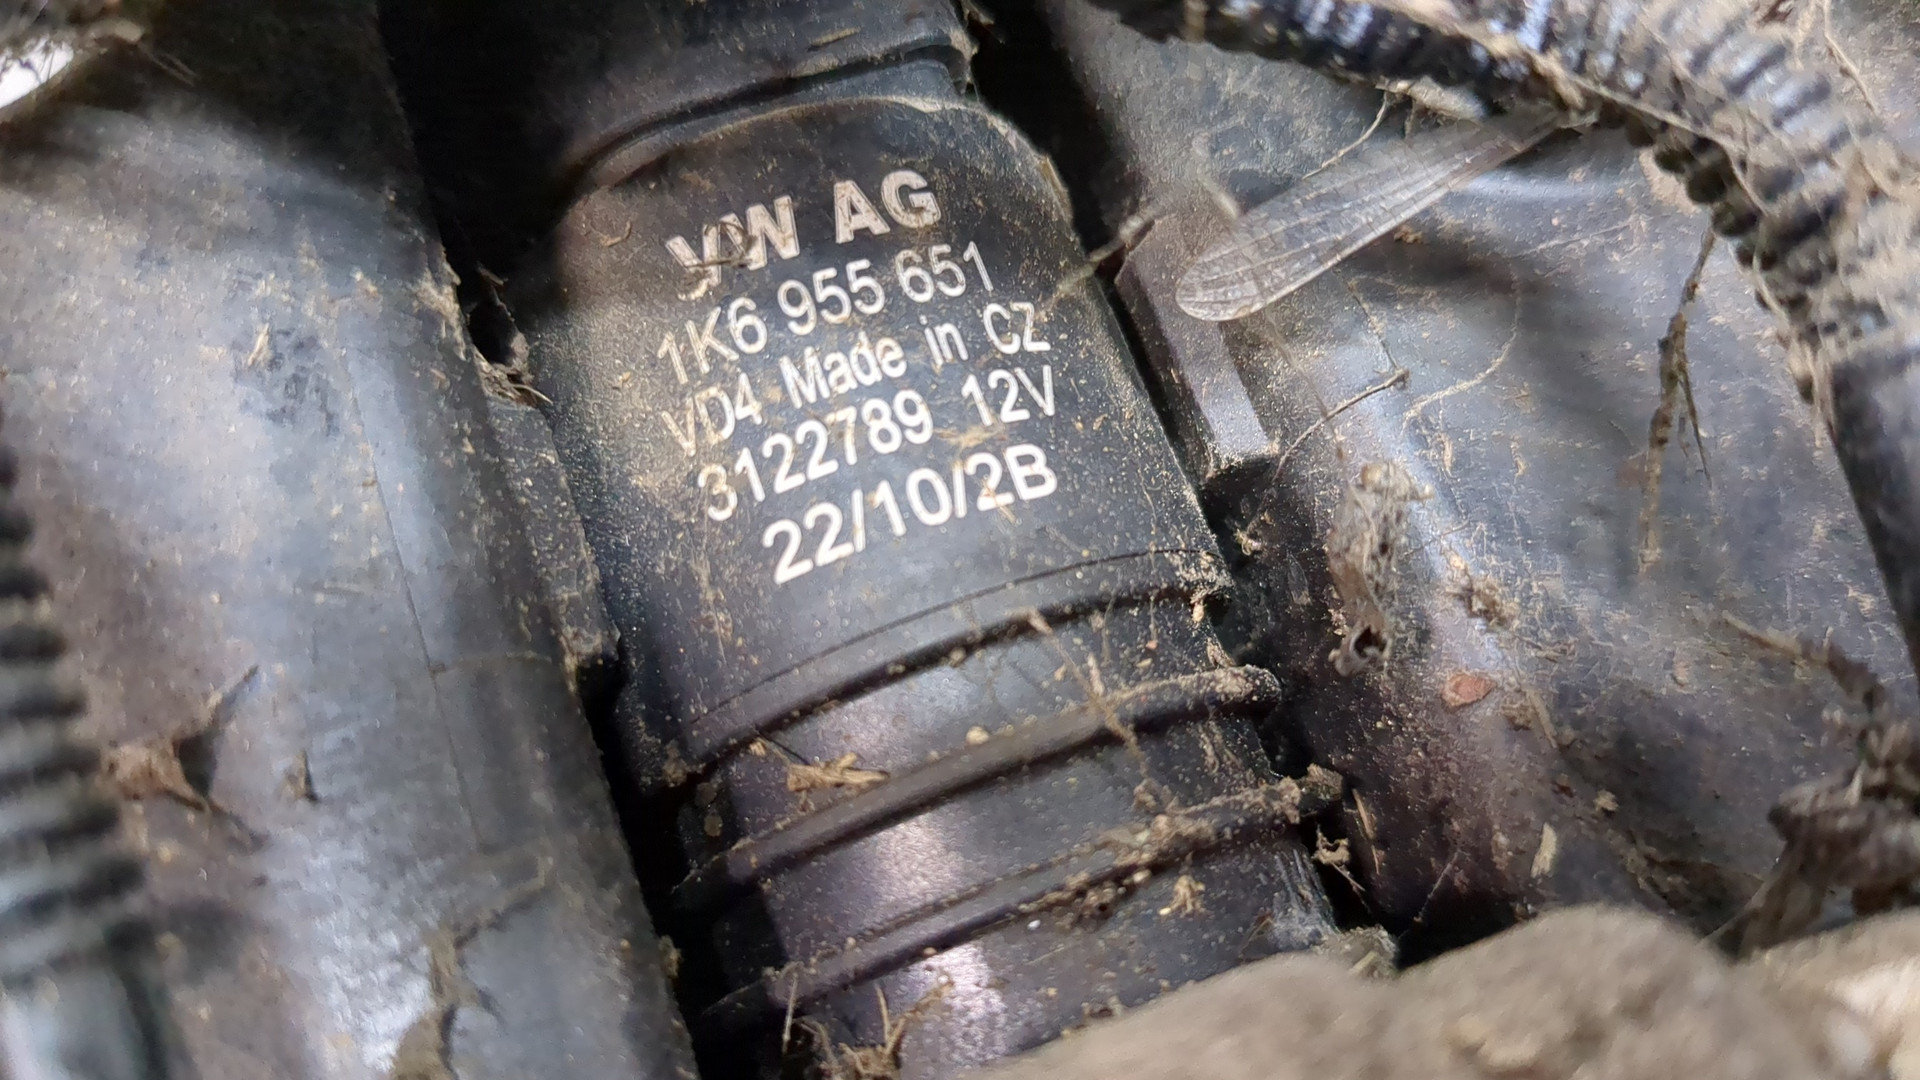 VW AG
1K6 955 651
VD4 Made in CZ
3122789 12V
22/10/2B